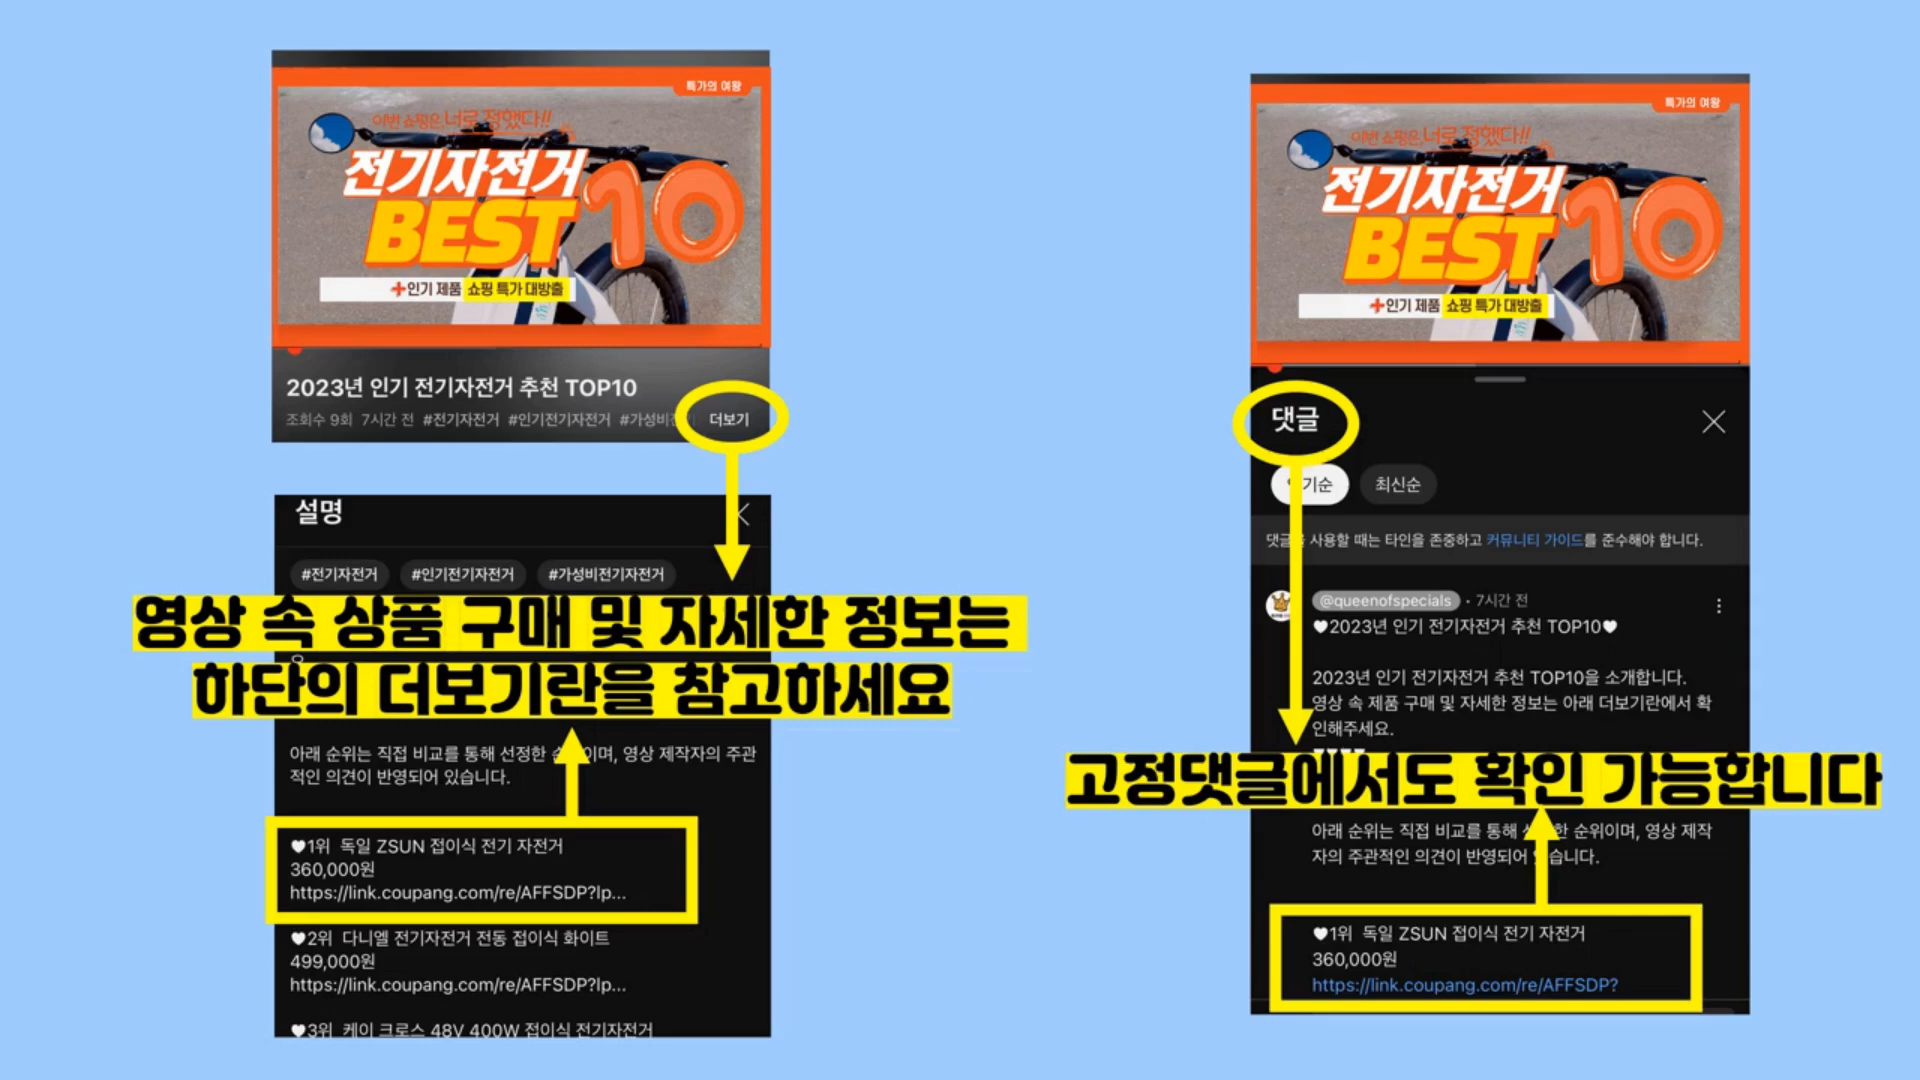 특가의 여왕
이번 쇼핑은,너로 정했다!!
전기자전거
BEST 10
+인기 제품 쇼핑 특가 대방출
2023년 인기 전기자전거 추천 TOP10
조회수 9회 7시간 전 #전기자전거 #인기전기자전거 #가성비 더보기
설명
#전기자전거 #인기전기자전거 #가성비전기자전거
영상 속 상품 구매 및 자세한 정보는
하단의 더보기란을 참고하세요
아래 순위는 직접 비교를 통해 선정한 이며, 영상 제작자의 주관
적인 의견이 반영되어 있습니다.
♥1위 독일 ZSUN 접이식 전기 자전거
360,000원
https://link.coupang.com/re/AFFSDP?lp...
♥2위 다니엘 전기자전거 전동 접이식 화이트
499,000원
https://link.coupang.com/re/AFFSDP?lp...
♥3위 케이 크로스 48V 400W 접이식 전기자전거
특가의 여왕
이번 쇼핑은,너로 정했다!!
전기자전거
BEST 10
+인기 제품 쇼핑 특가 대방출
댓글
기순 최신순
댓글 사용할 때는 타인을 존중하고 커뮤니티 가이드를 준수해야 합니다.
@queenofspecials · 7시간 전
♥2023년 인기 전기자전거 추천 TOP10♥
2023년 인기 전기자전거 추천 TOP10을 소개합니다.
영상 속 제품 구매 및 자세한 정보는 아래 더보기란에서 확
인해주세요.
고정댓글에서도 확인 가능합니다
아래 순위는 직접 비교를 통해 한 순위이며, 영상 제작
자의 주관적인 의견이 반영되어 습니다.
♥1위 독일 ZSUN 접이식 전기 자전거
360,000원
https://link.coupang.com/re/AFFSDP?